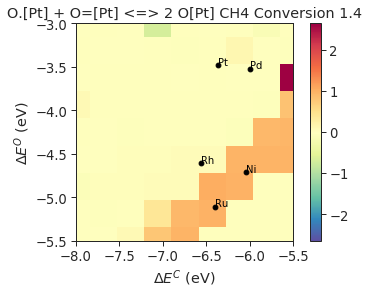 O.[Pt] + O=[Pt] <=> 2 O[Pt] CH4 Conversion 1.4
−3.0
−3.5
−4.0
−4.5
−5.0
−5.5
ΔE^O (eV)
Pt
Pd
Rh
Ni
Ru
−8.0 −7.5 −7.0 −6.5 −6.0 −5.5
ΔE^C (eV)
2
1
0
−1
−2